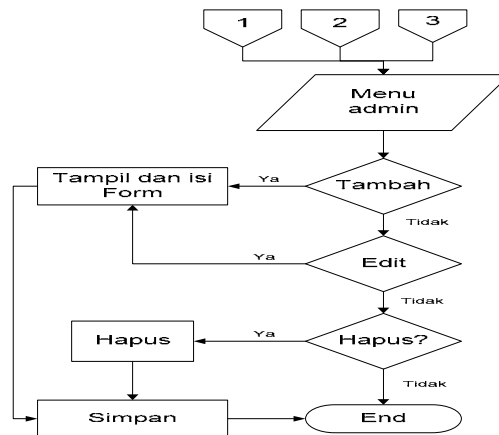 1
2
3
Menu
admin
Tampil dan isi
Form
Ya
Tambah
Tidak
Ya
Edit
Tidak
Hapus
Ya
Hapus?
Tidak
Simpan
End